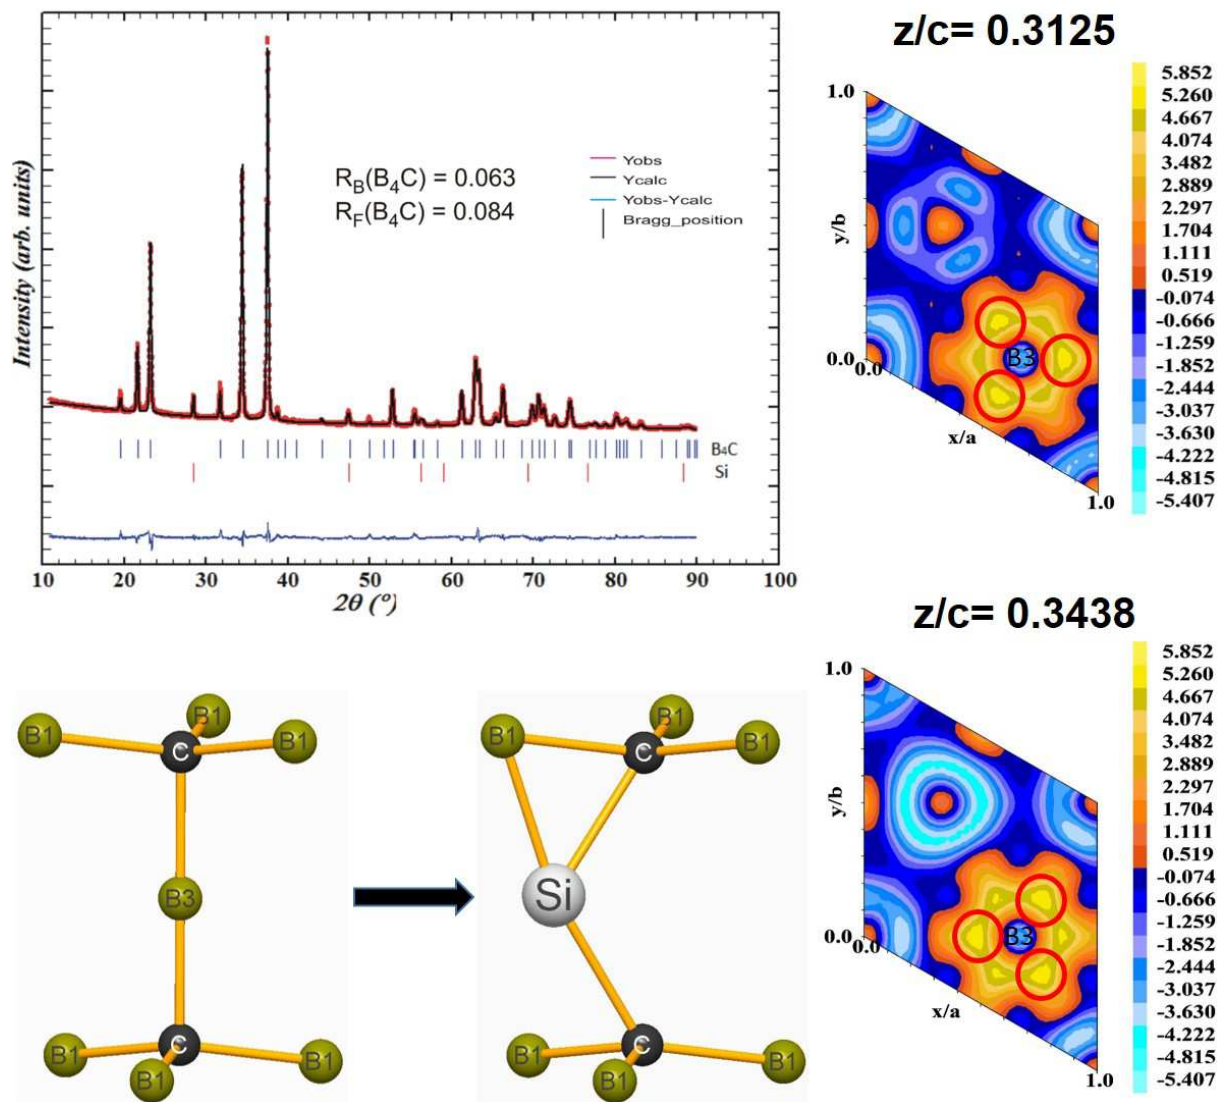 Intensity (arb. units)
R_B(B₄C) = 0.063
R_F(B₄C) = 0.084
Yobs
Ycalc
Yobs-Ycalc
Bragg_position
B₄C
Si
10 20 30 40 50 60 70 80 90 100
2θ (°)
z/c= 0.3125
1.0
y/b
0.0
0.0
x/a
1.0
B3
5.852
5.260
4.667
4.074
3.482
2.889
2.297
1.704
1.111
0.519
-0.074
-0.666
-1.259
-1.852
-2.444
-3.037
-3.630
-4.222
-4.815
-5.407
B1
B1
B1
C
B3
C
B1
B1
B1
B1
B1
B1
C
Si
C
B1
B1
B1
z/c= 0.3438
1.0
y/b
0.0
0.0
x/a
1.0
B3
5.852
5.260
4.667
4.074
3.482
2.889
2.297
1.704
1.111
0.519
-0.074
-0.666
-1.259
-1.852
-2.444
-3.037
-3.630
-4.222
-4.815
-5.407